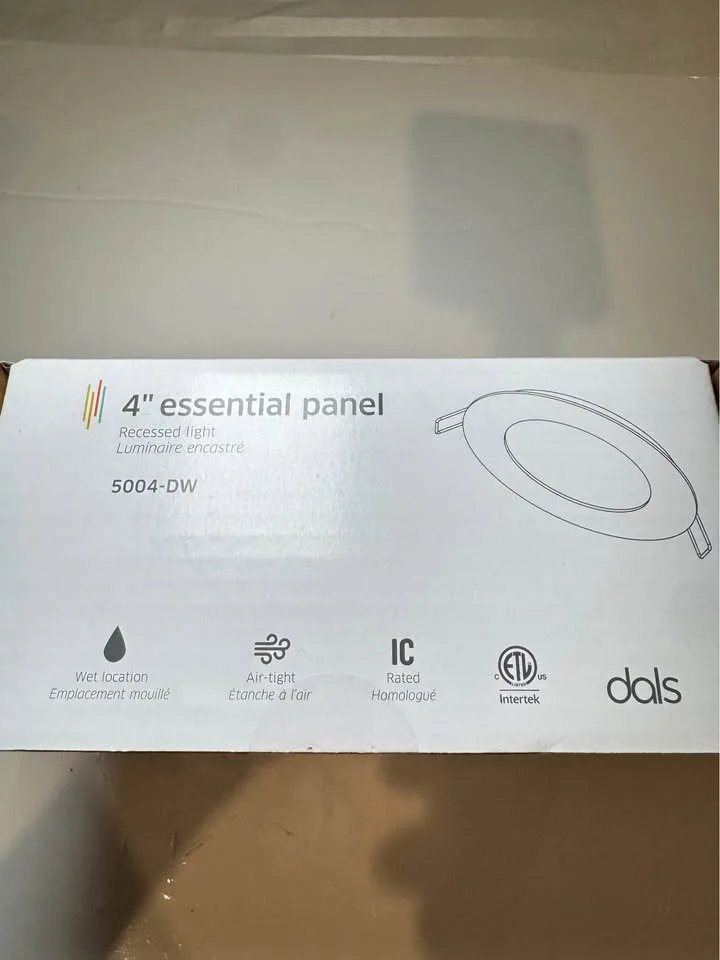 4" essential panel
Recessed light
Luminaire encastré
5004-DW
Wet location
Emplacement mouillé
Air-tight
Étanche à l'air
IC
Rated
Homologué
C ETL US
LISTED
Intertek
dals